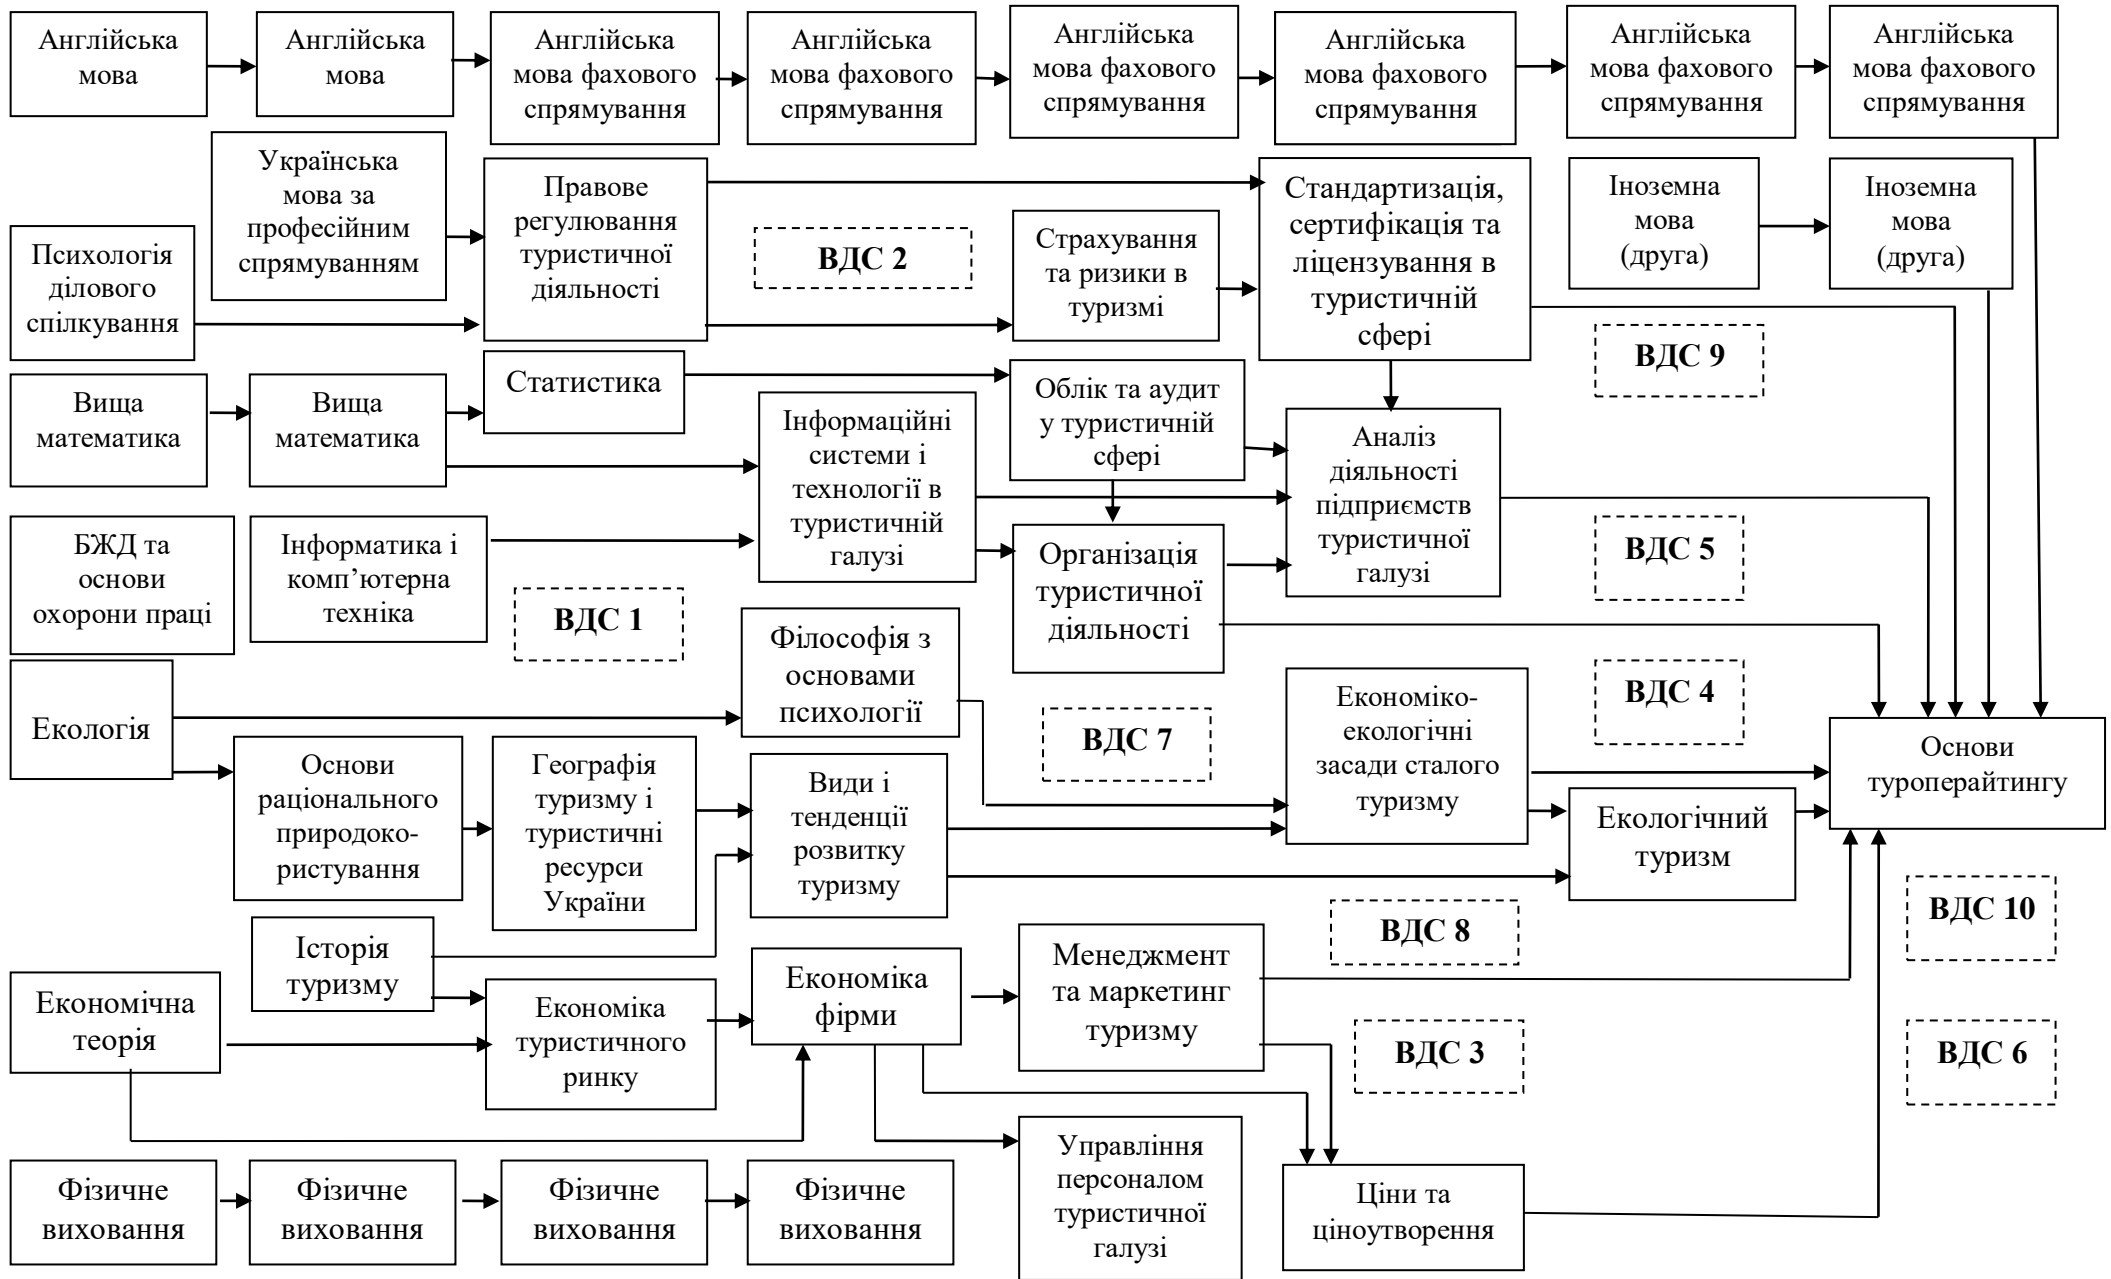 Англійська
мова
Англійська
мова
Англійська
мова фахового
спрямування
Англійська
мова фахового
спрямування
Англійська
мова фахового
спрямування
Англійська
мова фахового
спрямування
Англійська
мова фахового
спрямування
Англійська
мова фахового
спрямування
Українська
мова за
професійним
спрямуванням
Правове
регулювання
туристичної
діяльності
Стандартизація,
сертифікація та
ліцензування в
туристичній
сфері
Іноземна
мова
(друга)
Іноземна
мова
(друга)
Психологія
ділового
спілкування
ВДС 2
Страхування
та ризики в
туризмі
ВДС 9
Вища
математика
Вища
математика
Статистика
Інформаційні
системи і
технології в
туристичній
галузі
Облік та аудит
у туристичній
сфері
Аналіз
діяльності
підприємств
туристичної
галузі
БЖД та
основи
охорони праці
Інформатика і
комп’ютерна
техніка
ВДС 1
Організація
туристичної
діяльності
ВДС 5
Філософія з
основами
психології
Екологія
ВДС 7
Економіко-
екологічні
засади сталого
туризму
ВДС 4
Основи
туроперайтингу
Основи
раціонального
природоко-
ристування
Географія
туризму і
туристичні
ресурси
України
Види і
тенденції
розвитку
туризму
Екологічний
туризм
Історія
туризму
ВДС 8
ВДС 10
Економічна
теорія
Економіка
туристичного
ринку
Економіка
фірми
Менеджмент
та маркетинг
туризму
ВДС 3
ВДС 6
Фізичне
виховання
Фізичне
виховання
Фізичне
виховання
Фізичне
виховання
Управління
персоналом
туристичної
галузі
Ціни та
ціноутворення